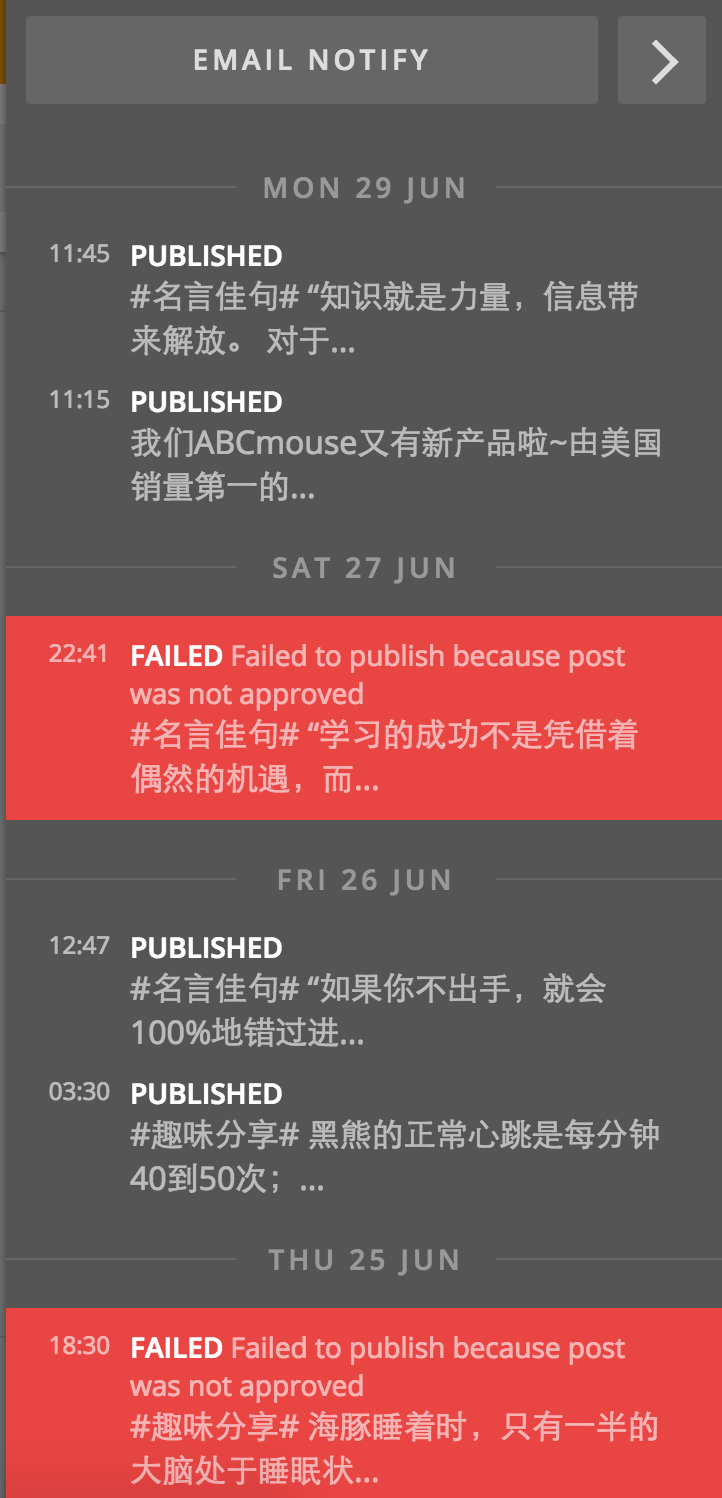 EMAIL NOTIFY
MON 29 JUN
11:45 PUBLISHED
#名言佳句# “知识就是力量，信息带
来解放。 对于...
11:15 PUBLISHED
我们ABCmouse又有新产品啦~由美国
销量第一的...
SAT 27 JUN
22:41 FAILED Failed to publish because post
was not approved
#名言佳句# “学习的成功不是凭借着
偶然的机遇，而...
FRI 26 JUN
12:47 PUBLISHED
#名言佳句# “如果你不出手，就会
100%地错过进...
03:30 PUBLISHED
#趣味分享# 黑熊的正常心跳是每分钟
40到50次；...
THU 25 JUN
18:30 FAILED Failed to publish because post
was not approved
#趣味分享# 海豚睡着时，只有一半的
大脑处于睡眠状...